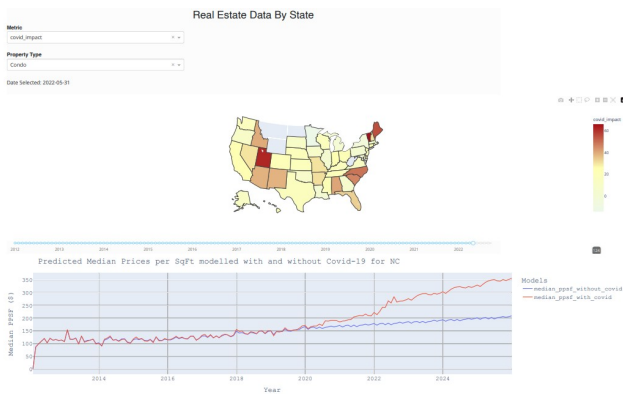 Real Estate Data By State
Metric
covid_impact
Property Type
Condo
Date Selected: 2022-05-31
covid_impact
60
40
20
0
2012 2013 2014 2015 2016 2017 2018 2019 2020 2021 2022
Predicted Median Prices per SqFt modelled with and without Covid-19 for NC
Median PPSF ($)
350
300
250
200
150
100
50
0
2014 2016 2018 2020 2022 2024
Year
Models
median_ppsf_without_covid
median_ppsf_with_covid